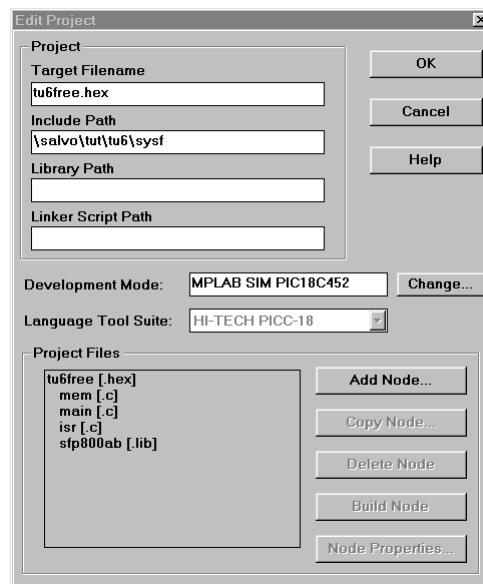 Edit Project
Project
Target Filename
tu6free.hex
Include Path
\salvo\tut\tu6\sysf
Library Path
Linker Script Path
OK
Cancel
Help
Development Mode: MPLAB SIM PIC18C452 Change...
Language Tool Suite: HI-TECH PICC-18
Project Files
tu6free [.hex]
mem [.c]
main [.c]
isr [.c]
sfp800ab [.lib]
Add Node...
Copy Node...
Delete Node
Build Node
Node Properties...